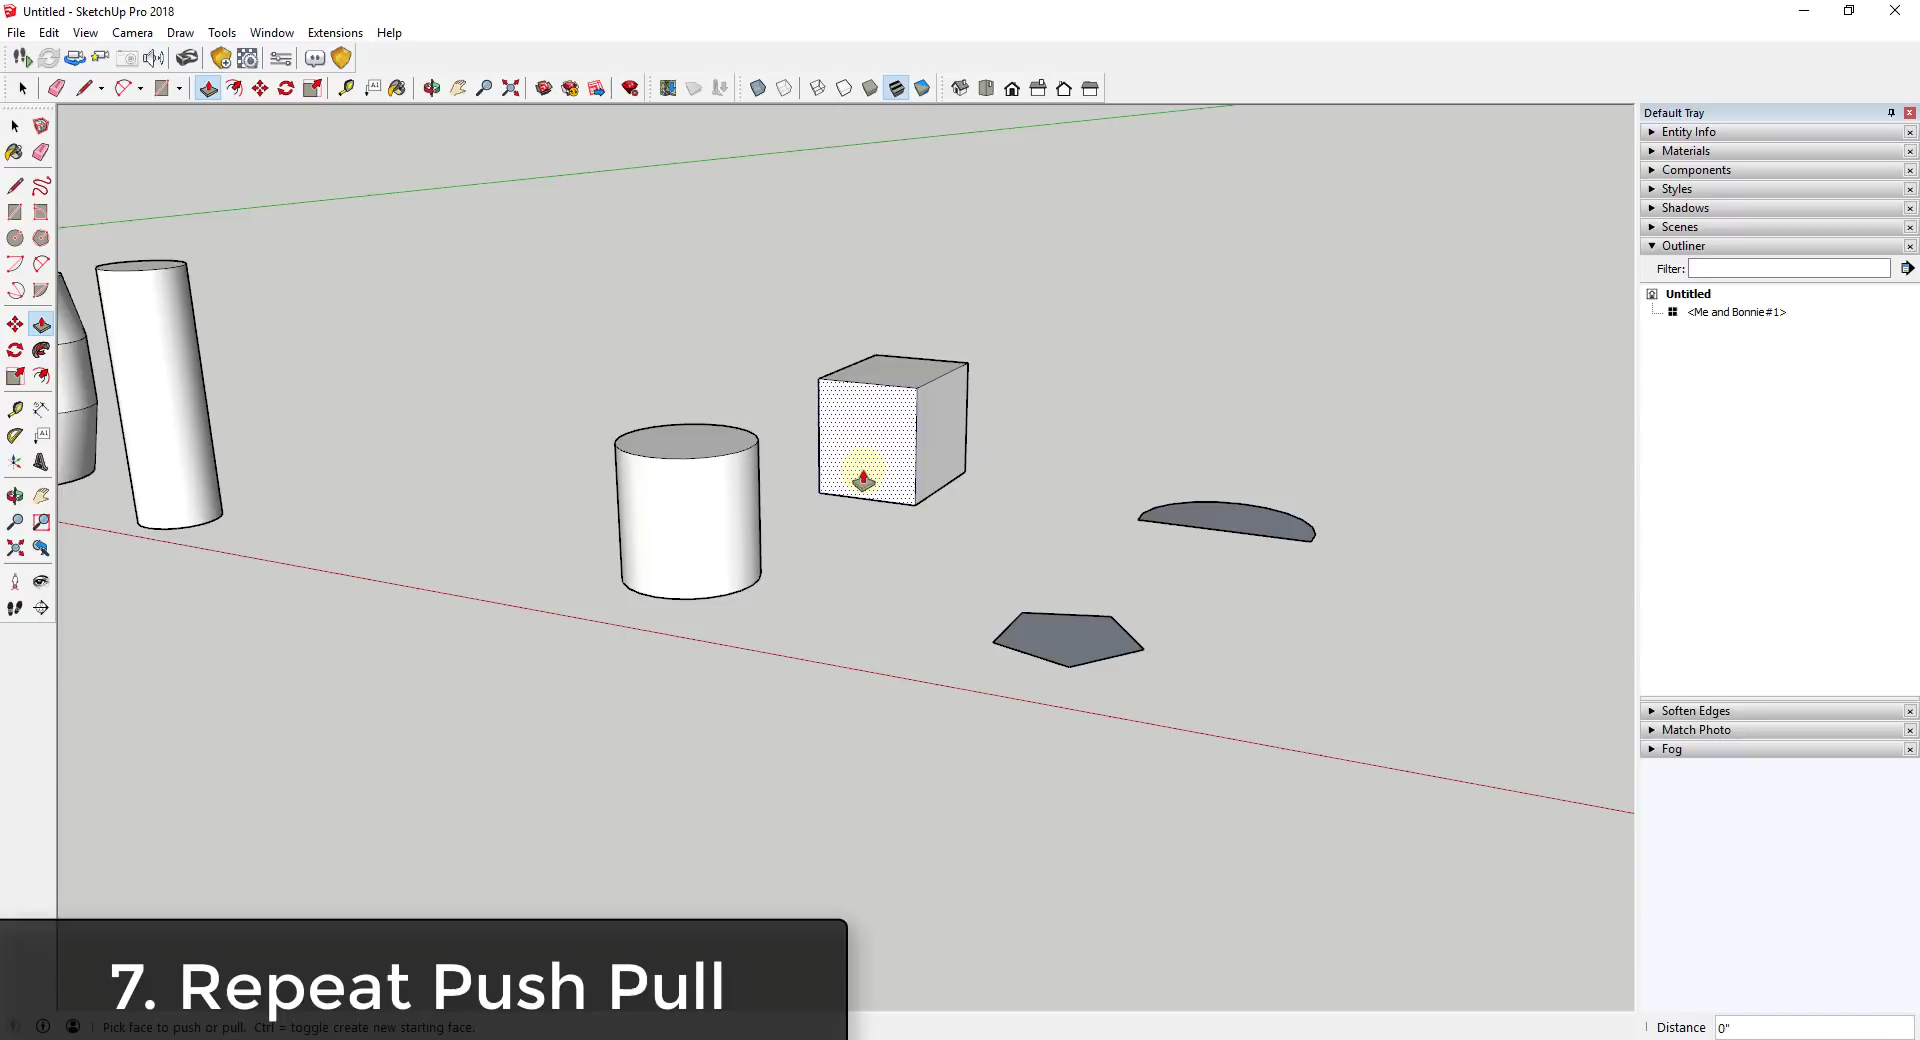 Untitled - SketchUp Pro 2018
File Edit View Camera Draw Tools Window Extensions Help
Default Tray
Entity Info
Materials
Components
Styles
Shadows
Scenes
Outliner
Filter:
Untitled
<Me and Bonnie#1>
Soften Edges
Match Photo
Fog
7. Repeat Push Pull
Pick face to push or pull. Ctrl = toggle create new starting face.
Distance 0"